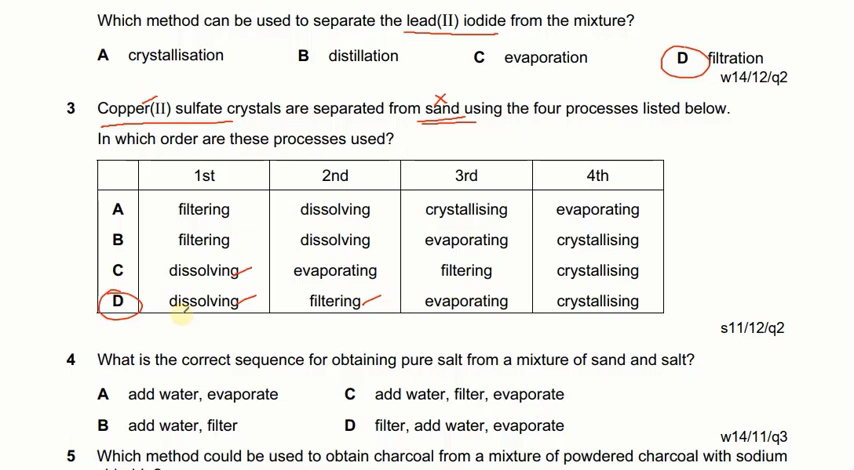 Which method can be used to separate the lead(II) iodide from the mixture?
A crystallisation B distillation C evaporation D filtration
w14/12/q2
3 Copper(II) sulfate crystals are separated from sand using the four processes listed below.
In which order are these processes used?
1st 2nd 3rd 4th
A filtering dissolving crystallising evaporating
B filtering dissolving evaporating crystallising
C dissolving evaporating filtering crystallising
D dissolving filtering evaporating crystallising
s11/12/q2
4 What is the correct sequence for obtaining pure salt from a mixture of sand and salt?
A add water, evaporate C add water, filter, evaporate
B add water, filter D filter, add water, evaporate
w14/11/q3
5 Which method could be used to obtain charcoal from a mixture of powdered charcoal with sodium